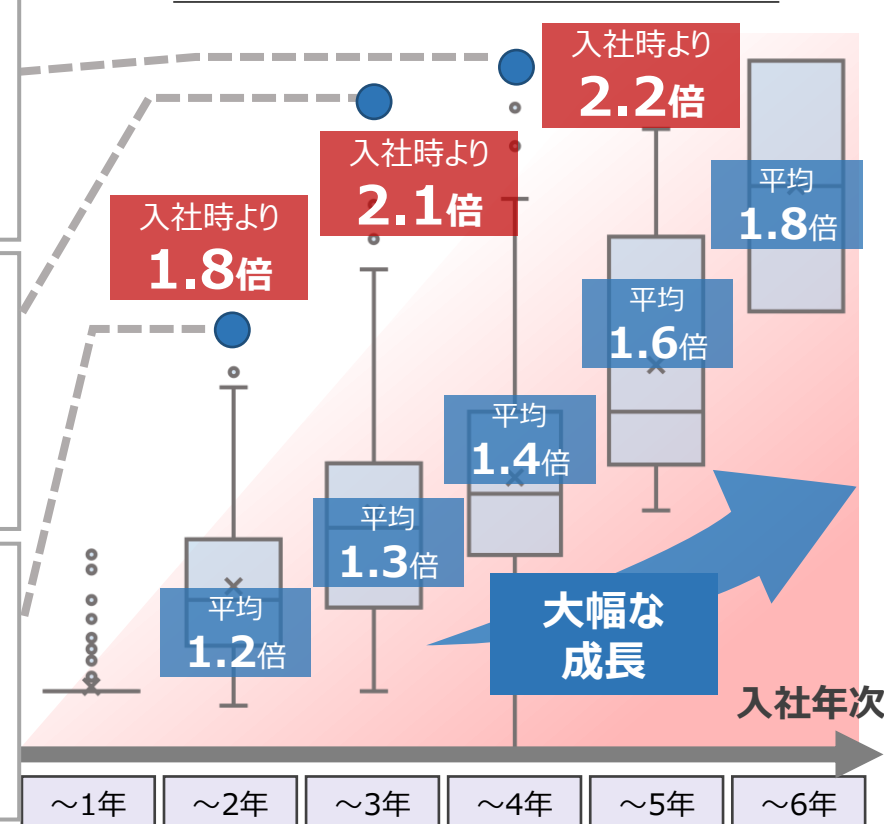 入社時より
2.2倍
入社時より
2.1倍
入社時より
1.8倍
平均
1.8倍
平均
1.6倍
平均
1.4倍
平均
1.3倍
平均
1.2倍
大幅な
成長
入社年次
～1年
～2年
～3年
～4年
～5年
～6年